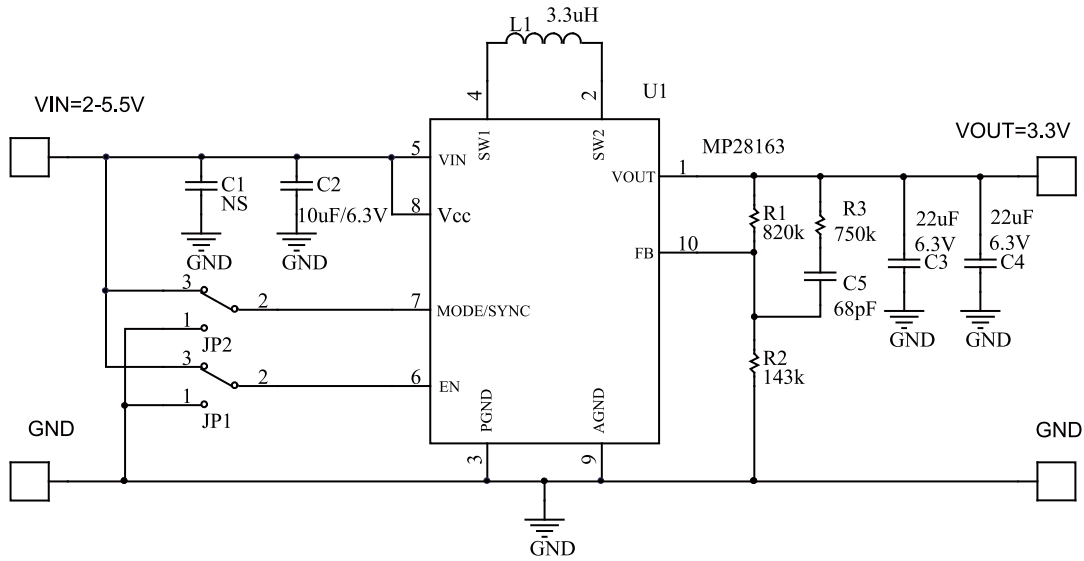 L1 3.3uH
4
2
U1
VIN=2-5.5V
SW1
SW2
MP28163
VOUT=3.3V
5 VIN
VOUT 1
C1
NS
C2
10uF/6.3V
8 Vcc
R1
820k
R3
750k
22uF
6.3V
C3
22uF
6.3V
C4
FB 10
GND
GND
C5
68pF
3
2
7 MODE/SYNC
1
JP2
GND
GND
3
2
6 EN
R2
143k
1
JP1
PGND
AGND
GND
GND
3
9
GND